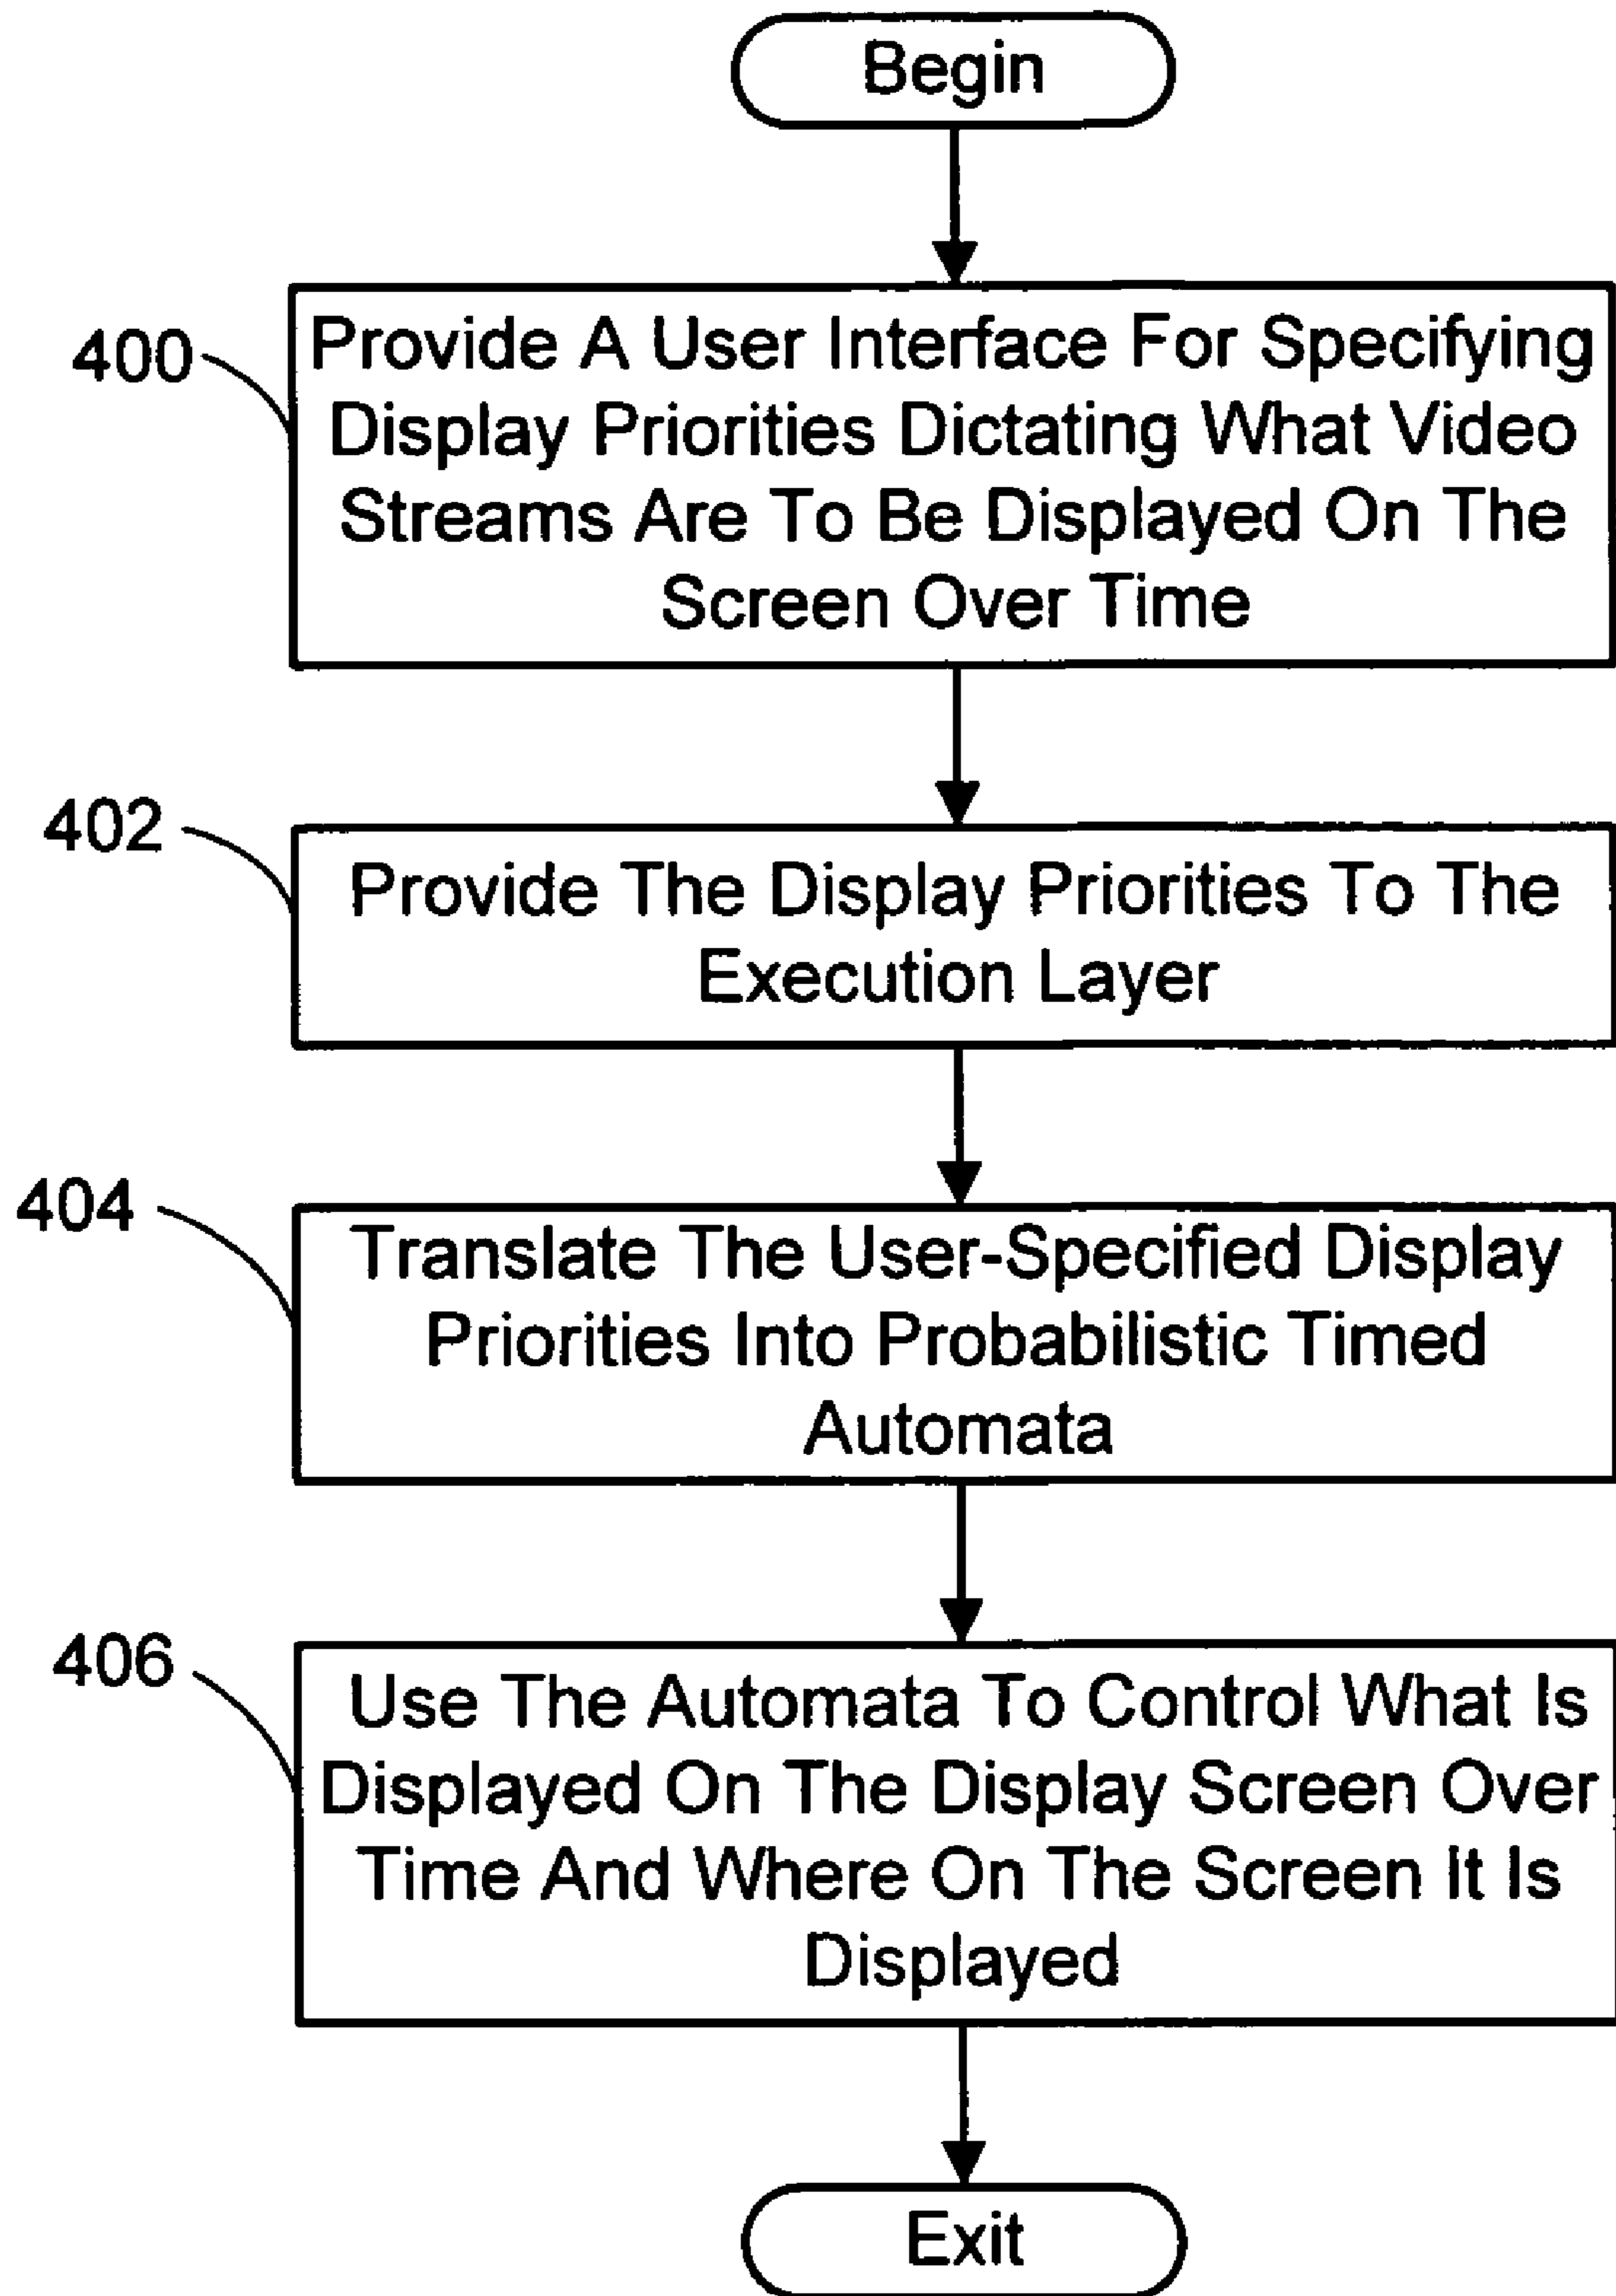 Begin
400
Provide A User Interface For Specifying
Display Priorities Dictating What Video
Streams Are To Be Displayed On The
Screen Over Time
402
Provide The Display Priorities To The
Execution Layer
404
Translate The User-Specified Display
Priorities Into Probabilistic Timed
Automata
406
Use The Automata To Control What Is
Displayed On The Display Screen Over
Time And Where On The Screen It Is
Displayed
Exit